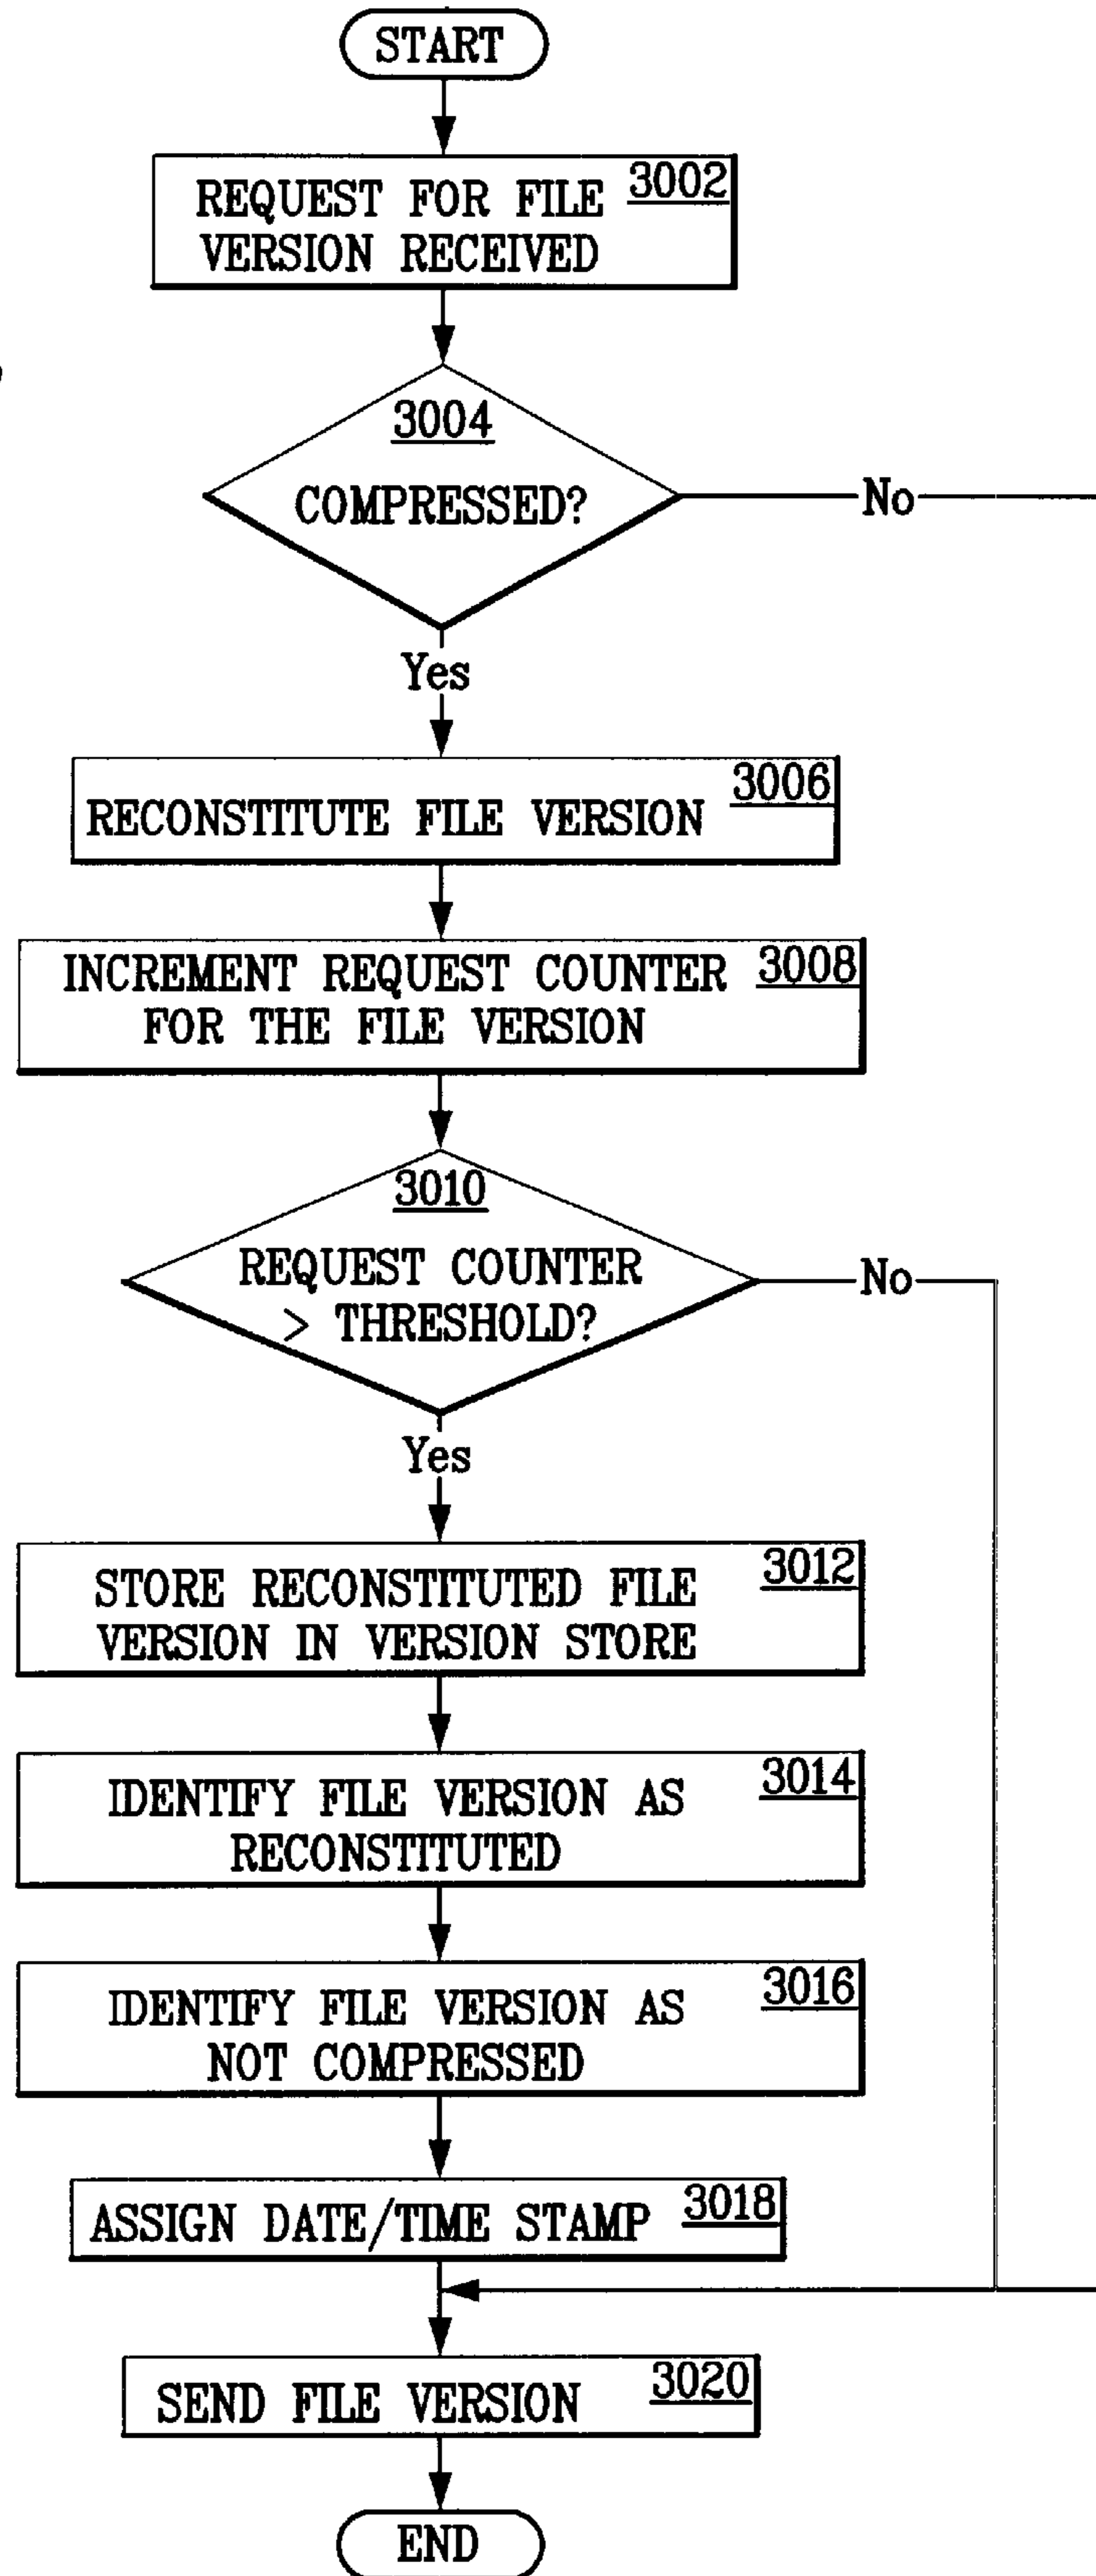 START
REQUEST FOR FILE 3002
VERSION RECEIVED
3004
COMPRESSED?
No
Yes
RECONSTITUTE FILE VERSION 3006
INCREMENT REQUEST COUNTER 3008
FOR THE FILE VERSION
3010
REQUEST COUNTER
> THRESHOLD?
No
Yes
STORE RECONSTITUTED FILE 3012
VERSION IN VERSION STORE
IDENTIFY FILE VERSION AS 3014
RECONSTITUTED
IDENTIFY FILE VERSION AS 3016
NOT COMPRESSED
ASSIGN DATE/TIME STAMP 3018
SEND FILE VERSION 3020
END